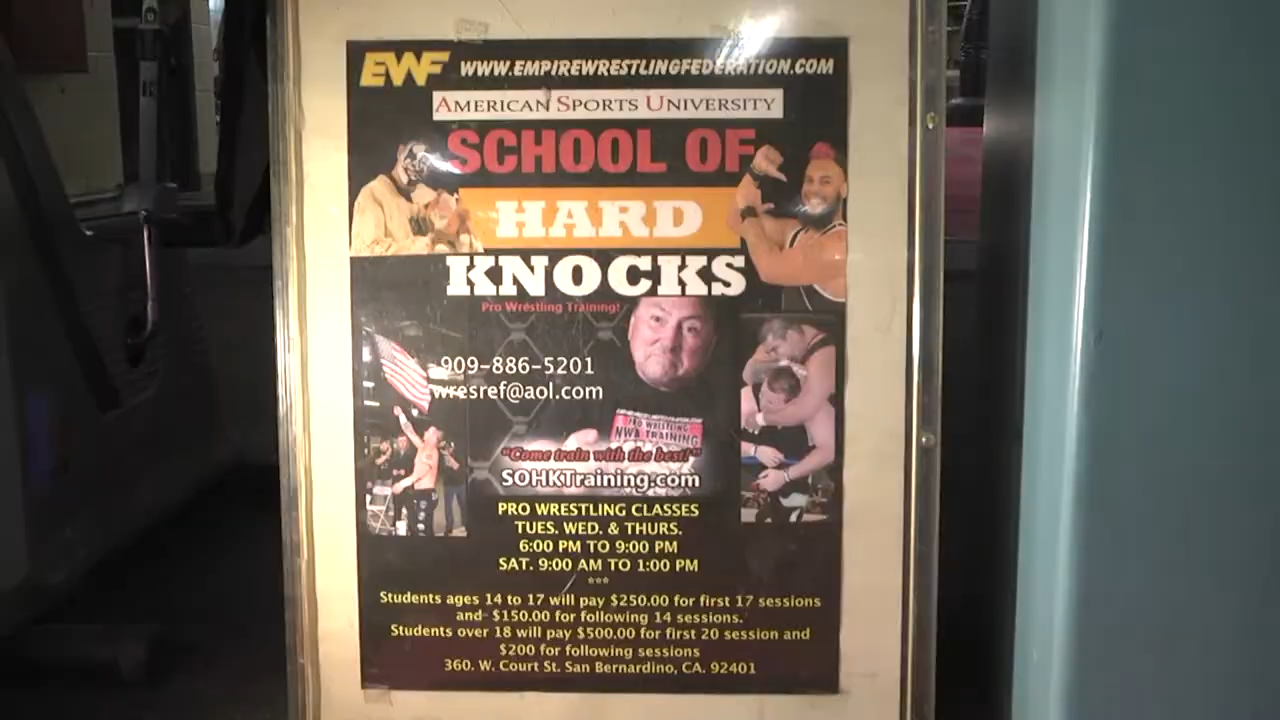 EWF WWW.EMPIREWRESTLINGFEDERATION.COM
AMERICAN SPORTS UNIVERSITY
SCHOOL OF
HARD
KNOCKS
Pro Wrestling Training!
909-886-5201
wresref@aol.com
PRO WRESTLING
NWA TRAINING
"Come train with the best!"
SOHKTraining.com
PRO WRESTLING CLASSES
TUES. WED. & THURS.
6:00 PM TO 9:00 PM
SAT. 9:00 AM TO 1:00 PM
***
Students ages 14 to 17 will pay $250.00 for first 17 sessions
and $150.00 for following 14 sessions.
Students over 18 will pay $500.00 for first 20 session and
$200 for following sessions
360. W. Court St. San Bernardino, CA. 92401